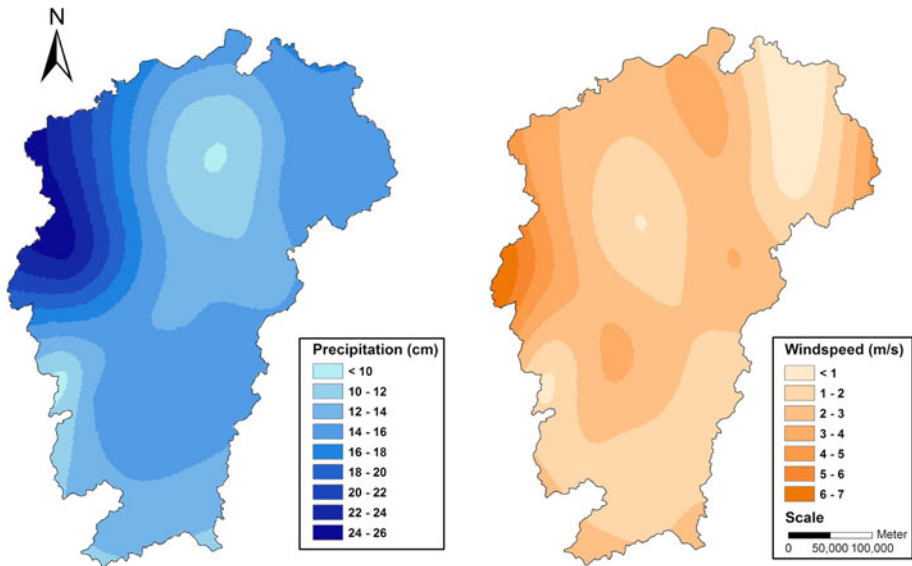 N
Precipitation (cm)
< 10
10 - 12
12 - 14
14 - 16
16 - 18
18 - 20
20 - 22
22 - 24
24 - 26
Windspeed (m/s)
< 1
1 - 2
2 - 3
3 - 4
4 - 5
5 - 6
6 - 7
Scale
Meter
0 50,000 100,000